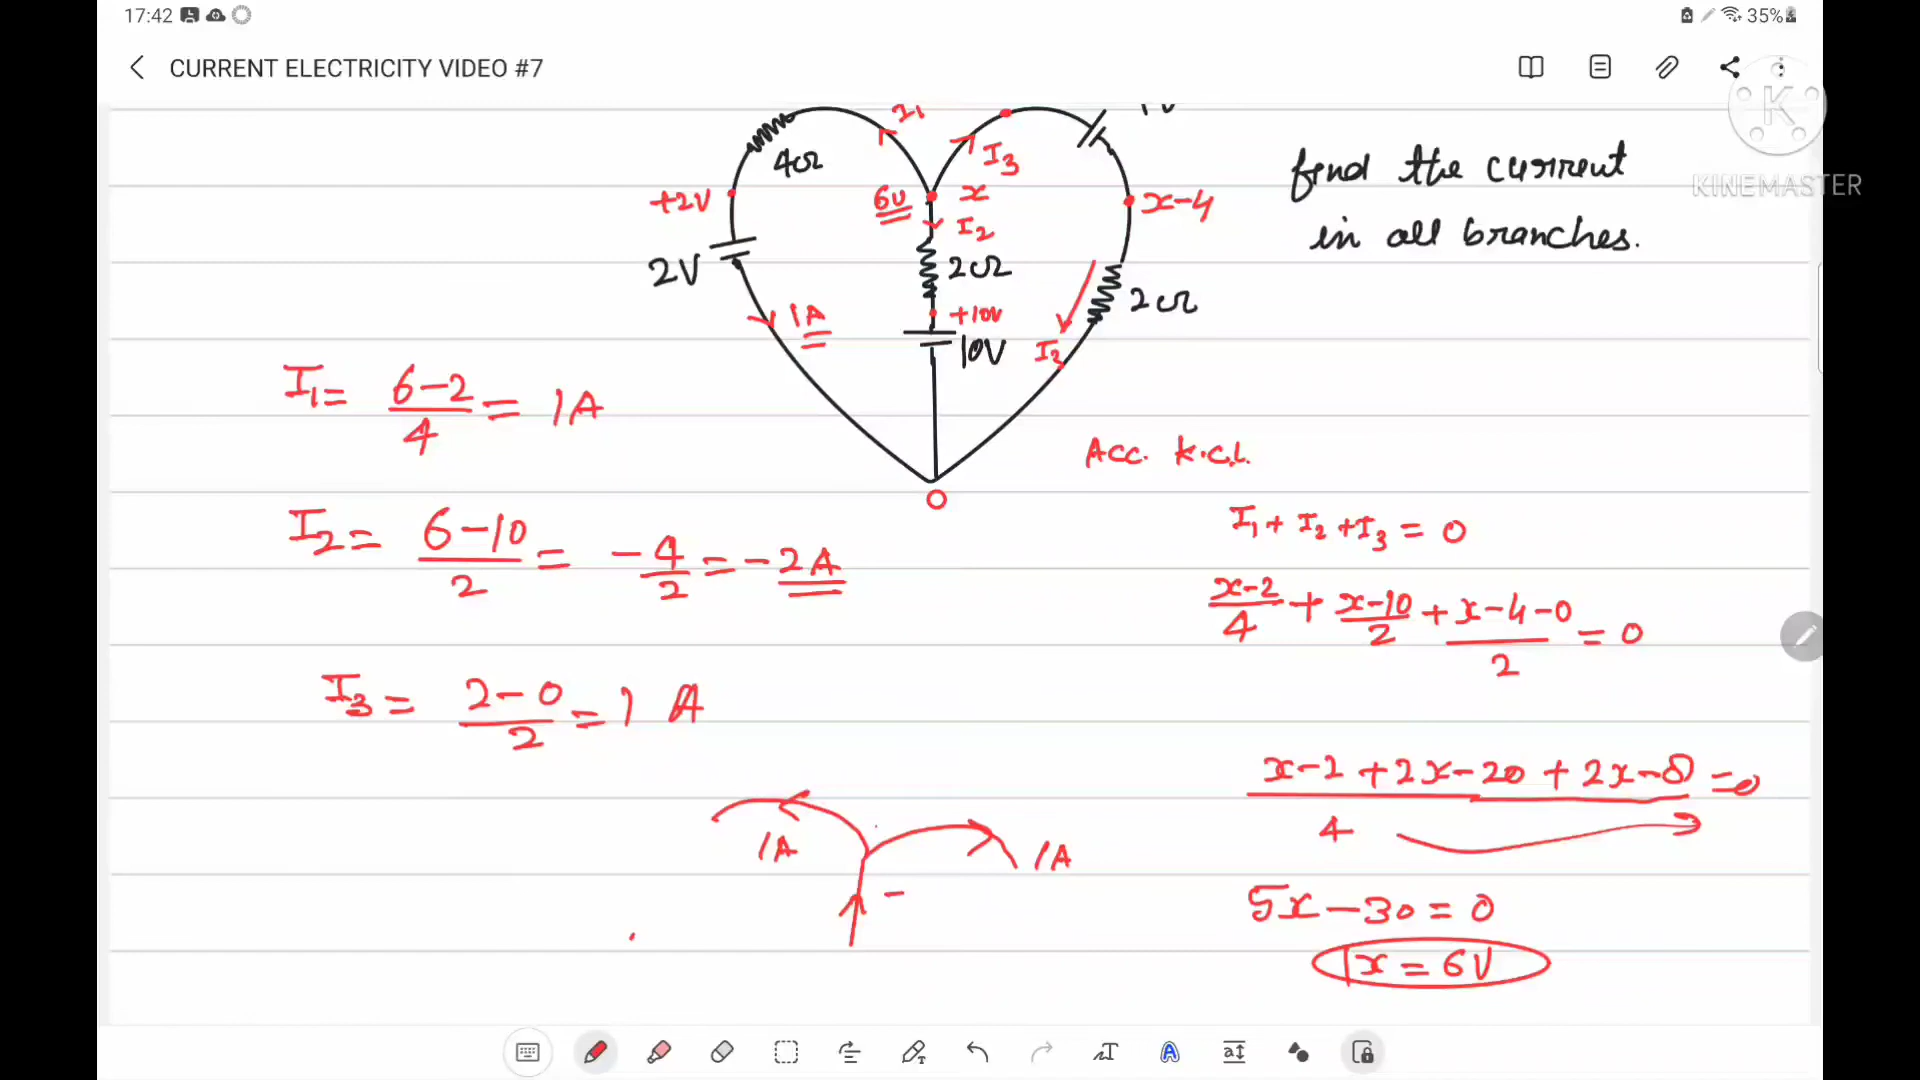 17:42
35%
CURRENT ELECTRICITY VIDEO #7
KINEMASTER
find the current
in all branches.
I₁
I₃
4Ω
+2V
6V
x
x-4
I₂
2V
2Ω
2Ω
1A
+10V
10V
I₃
0
I₁ = 6-2/4 = 1A
I₂ = 6-10/2 = -4/2 = -2A
I₃ = 2-0/2 = 1 A
1A
1A
-
Acc. K.C.L.
I₁ + I₂ + I₃ = 0
x-2/4 + x-10/2 + x-4-0/2 = 0
x-2+2x-20+2x-8/4 = 0
5x-30 = 0
x = 6V